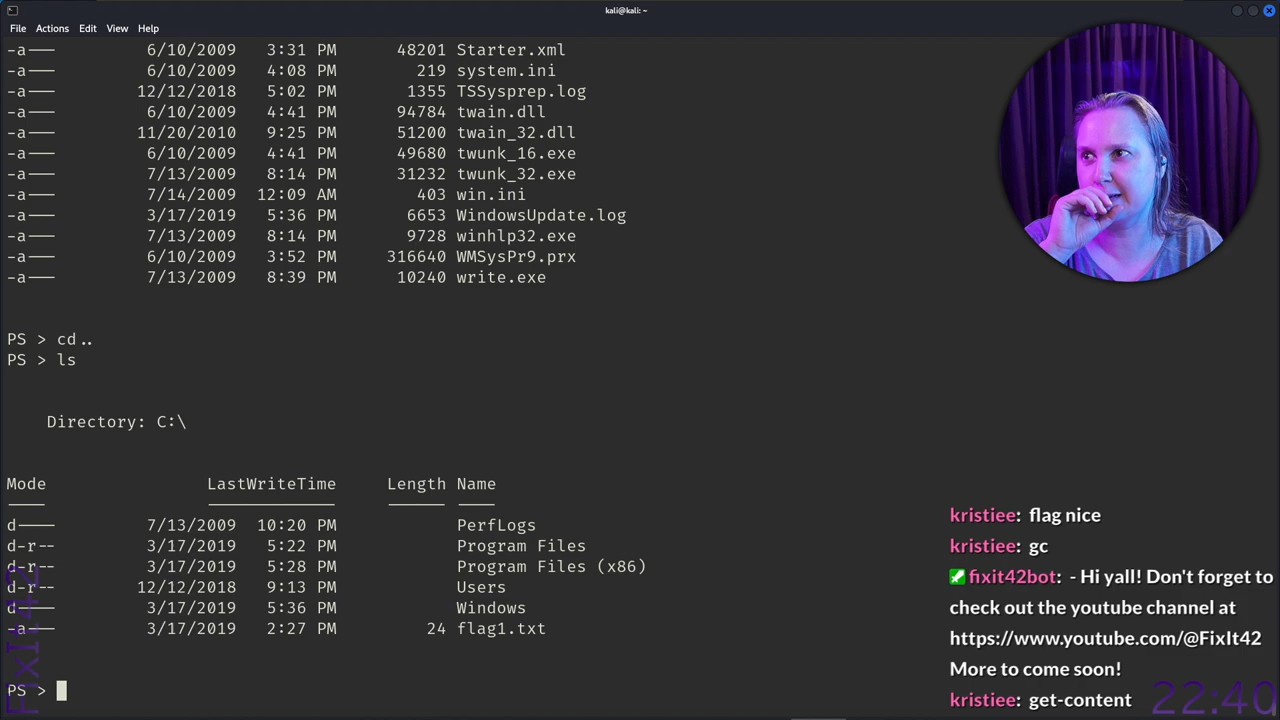 kali@kali: ~
File Actions Edit View Help
-a--- 6/10/2009 3:31 PM 48201 Starter.xml
-a--- 6/10/2009 4:08 PM 219 system.ini
-a--- 12/12/2018 5:02 PM 1355 TSSysprep.log
-a--- 6/10/2009 4:41 PM 94784 twain.dll
-a--- 11/20/2010 9:25 PM 51200 twain_32.dll
-a--- 6/10/2009 4:41 PM 49680 twunk_16.exe
-a--- 7/13/2009 8:14 PM 31232 twunk_32.exe
-a--- 7/14/2009 12:09 AM 403 win.ini
-a--- 3/17/2019 5:36 PM 6653 WindowsUpdate.log
-a--- 7/13/2009 8:14 PM 9728 winhlp32.exe
-a--- 6/10/2009 3:52 PM 316640 WMSysPr9.prx
-a--- 7/13/2009 8:39 PM 10240 write.exe
PS > cd..
PS > ls
Directory: C:\
Mode LastWriteTime Length Name
---- ------------- ------ ----
d---- 7/13/2009 10:20 PM PerfLogs
d-r-- 3/17/2019 5:22 PM Program Files
d-r-- 3/17/2019 5:28 PM Program Files (x86)
d-r-- 12/12/2018 9:13 PM Users
d---- 3/17/2019 5:36 PM Windows
-a--- 3/17/2019 2:27 PM 24 flag1.txt
PS >
kristiee: flag nice
kristiee: gc
fixit42bot: - Hi yall! Don't forget to
check out the youtube channel at
https://www.youtube.com/@FixIt42
More to come soon!
kristiee: get-content
FixIt42
22:40